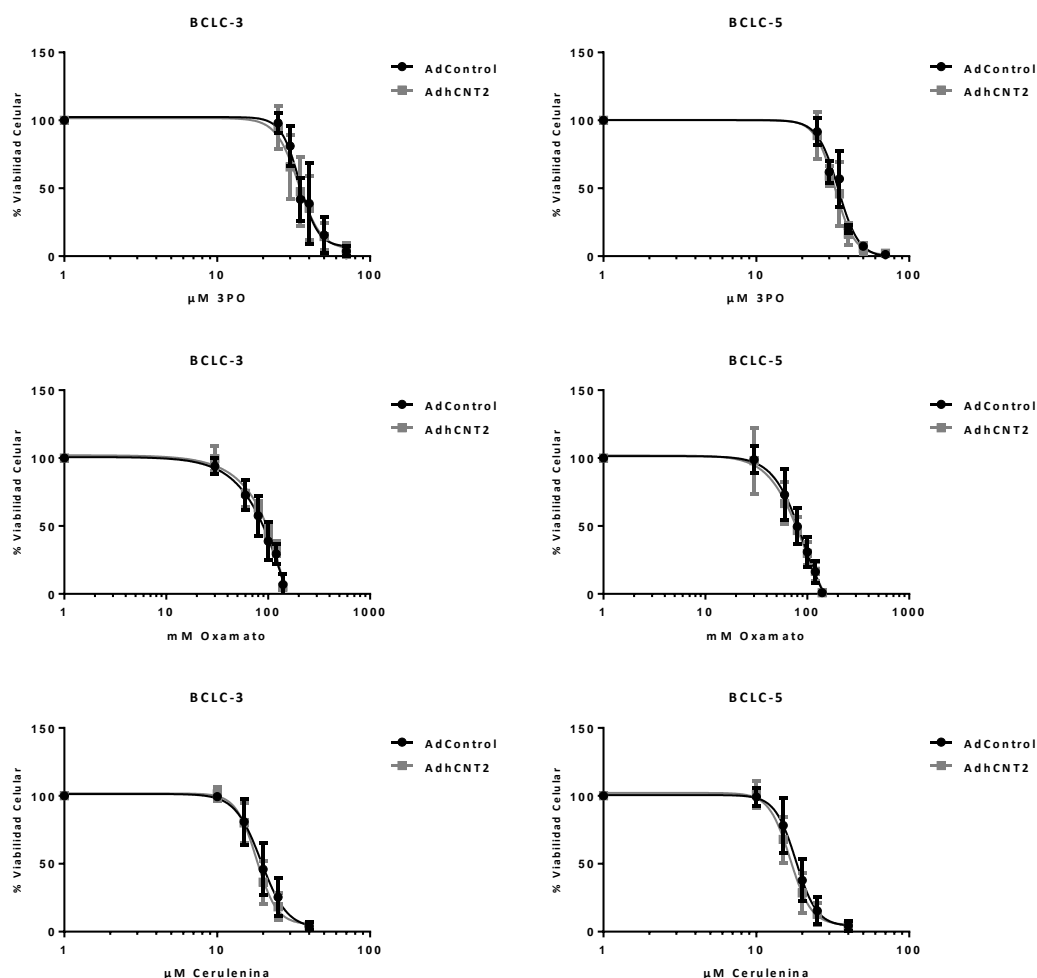 BCLC-3
150
100
50
0
% Viabilidad Celular
1
10
100
µM 3PO
AdControl
AdhCNT2
BCLC-5
150
100
50
0
% Viabilidad Celular
1
10
100
µM 3PO
AdControl
AdhCNT2
BCLC-3
150
100
50
0
% Viabilidad Celular
1
10
100
1000
mM Oxamato
AdControl
AdhCNT2
BCLC-5
150
100
50
0
% Viabilidad Celular
1
10
100
1000
mM Oxamato
AdControl
AdhCNT2
BCLC-3
150
100
50
0
% Viabilidad Celular
1
10
100
µM Cerulenina
AdControl
AdhCNT2
BCLC-5
150
100
50
0
% Viabilidad Celular
1
10
100
µM Cerulenina
AdControl
AdhCNT2